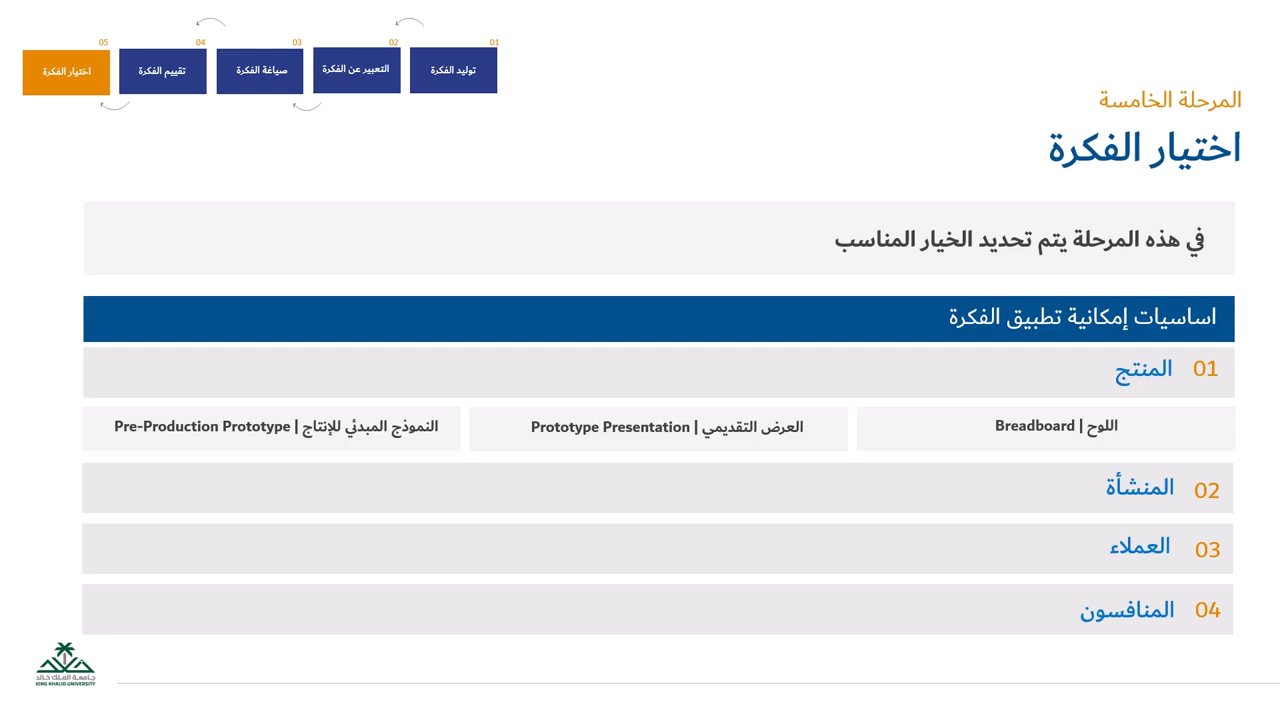 01
توليد الفكرة
02
التعبير عن الفكرة
03
صياغة الفكرة
04
تقييم الفكرة
05
اختيار الفكرة
المرحلة الخامسة
اختيار الفكرة
في هذه المرحلة يتم تحديد الخيار المناسب
اساسيات إمكانية تطبيق الفكرة
01 المنتج
اللوح | Breadboard
العرض التقديمي | Prototype Presentation
النموذج المبدئي للإنتاج | Pre-Production Prototype
02 المنشأة
03 العملاء
04 المنافسون
جامعة الملك خالد
KING KHALID UNIVERSITY